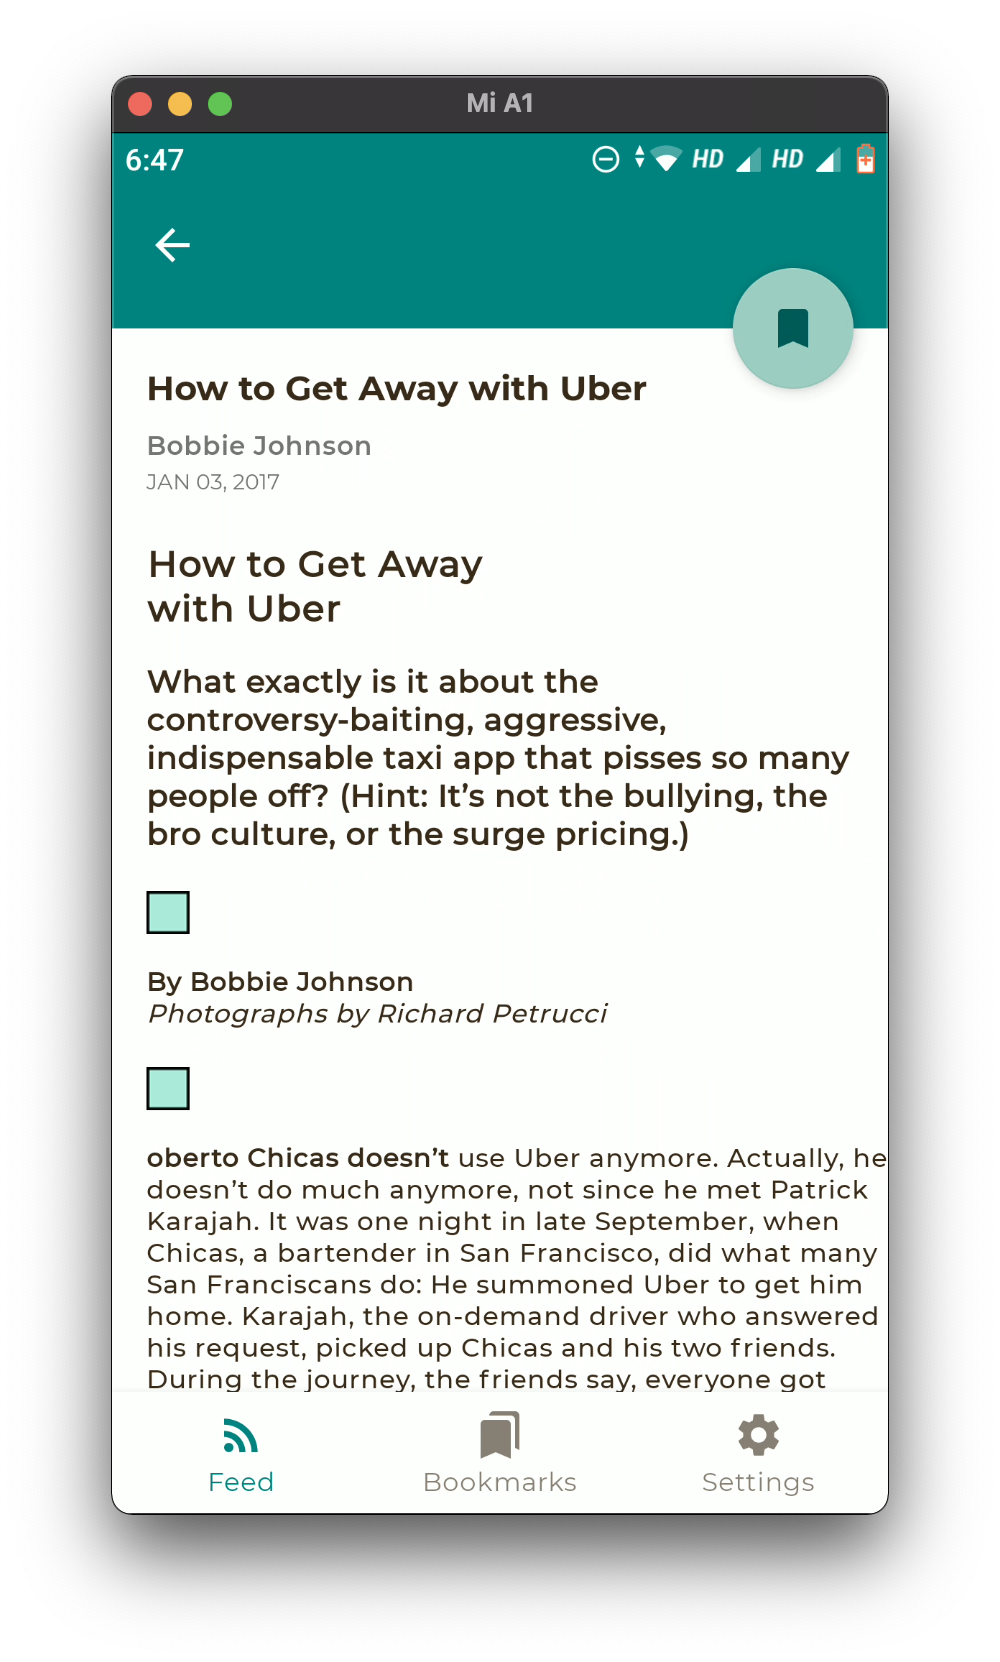 Mi A1
6:47
HD HD
How to Get Away with Uber
Bobbie Johnson
JAN 03, 2017
How to Get Away
with Uber
What exactly is it about the
controversy-baiting, aggressive,
indispensable taxi app that pisses so many
people off? (Hint: It’s not the bullying, the
bro culture, or the surge pricing.)
By Bobbie Johnson
Photographs by Richard Petrucci
oberto Chicas doesn’t use Uber anymore. Actually, he
doesn’t do much anymore, not since he met Patrick
Karajah. It was one night in late September, when
Chicas, a bartender in San Francisco, did what many
San Franciscans do: He summoned Uber to get him
home. Karajah, the on-demand driver who answered
his request, picked up Chicas and his two friends.
During the journey, the friends say, everyone got
Feed
Bookmarks
Settings